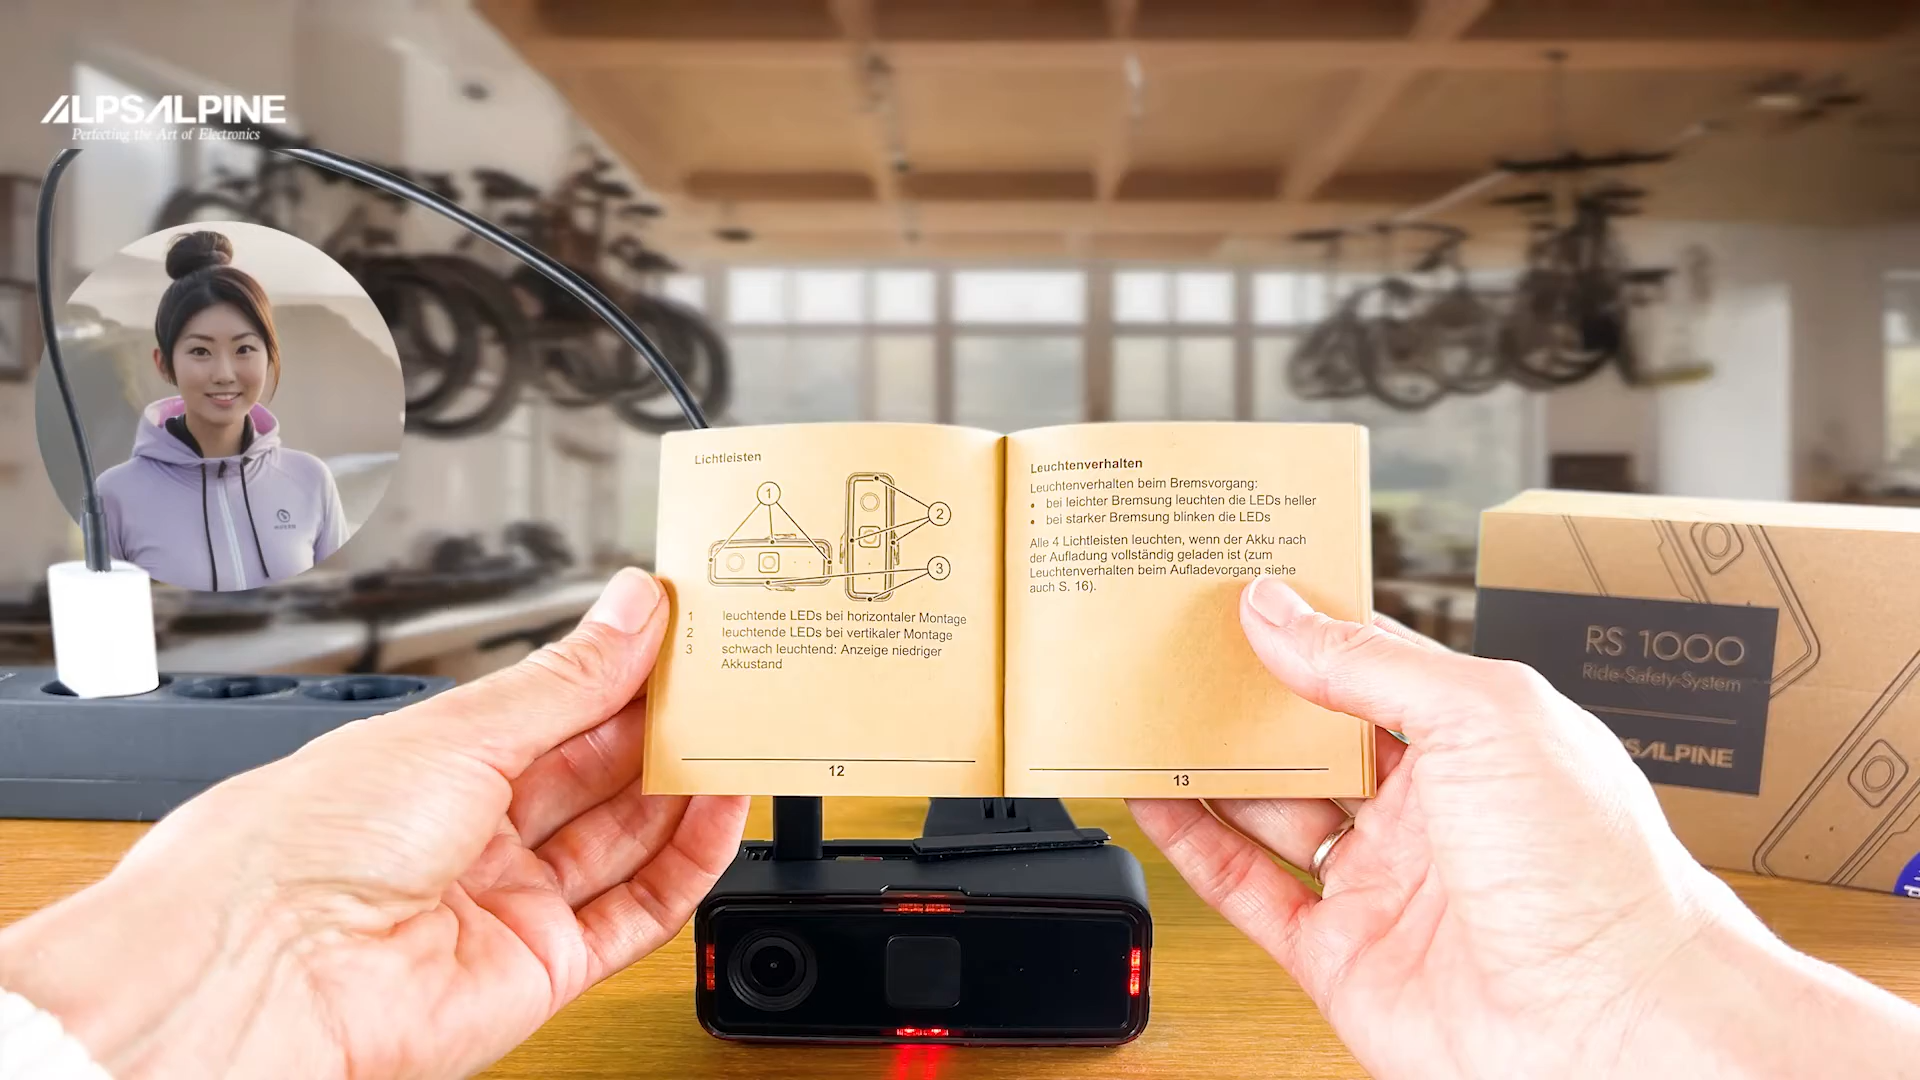 ALPSALPINE
Perfecting the Art of Electronics
Lichtleisten
1
2
3
1 leuchtende LEDs bei horizontaler Montage
2 leuchtende LEDs bei vertikaler Montage
3 schwach leuchtend: Anzeige niedriger
Akkustand
12
Leuchtenverhalten
Leuchtenverhalten beim Bremsvorgang:
• bei leichter Bremsung leuchten die LEDs heller
• bei starker Bremsung blinken die LEDs
Alle 4 Lichtleisten leuchten, wenn der Akku nach
der Aufladung vollständig geladen ist (zum
Leuchtenverhalten beim Aufladevorgang siehe
auch S. 16).
13
RS 1000
Ride-Safety-System
SALPINE